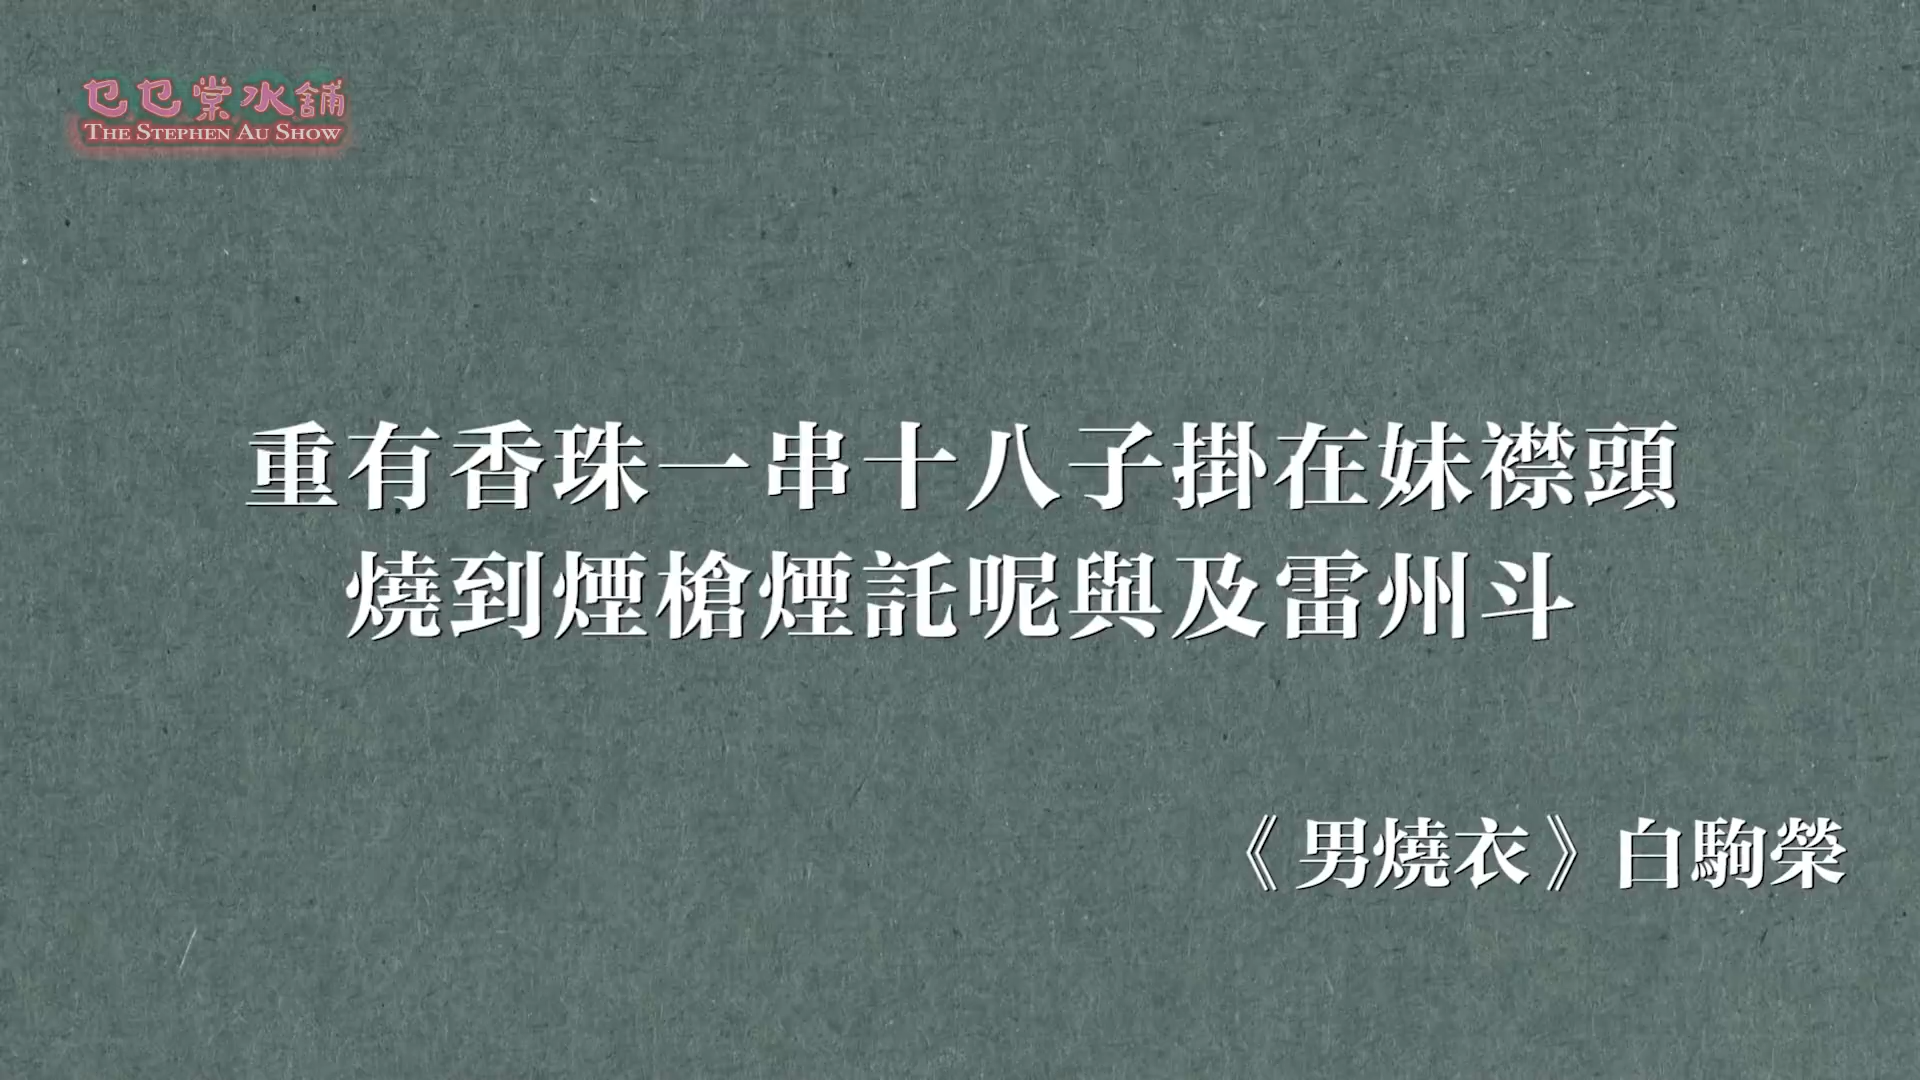 乜乜棠水舖
THE STEPHEN AU SHOW
重有香珠一串十八子掛在妹襟頭
燒到煙槍煙託呢與及雷州斗
《男燒衣》白駒榮